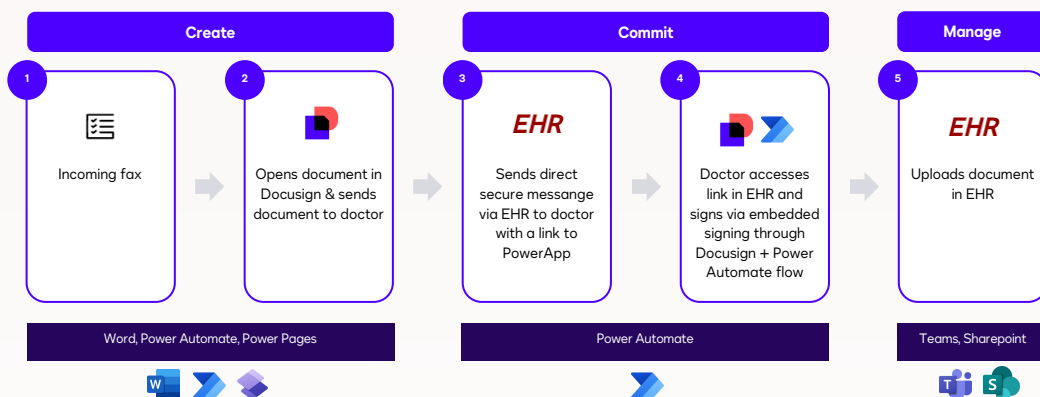 Create
Commit
Manage
1
Incoming fax
2
Opens document in
Docusign & sends
document to doctor
3
EHR
Sends direct
secure messange
via EHR to doctor
with a link to
PowerApp
4
Doctor accesses
link in EHR and
signs via embedded
signing through
Docusign + Power
Automate flow
5
EHR
Uploads document
in EHR
Word, Power Automate, Power Pages
Power Automate
Teams, Sharepoint
W
T
S